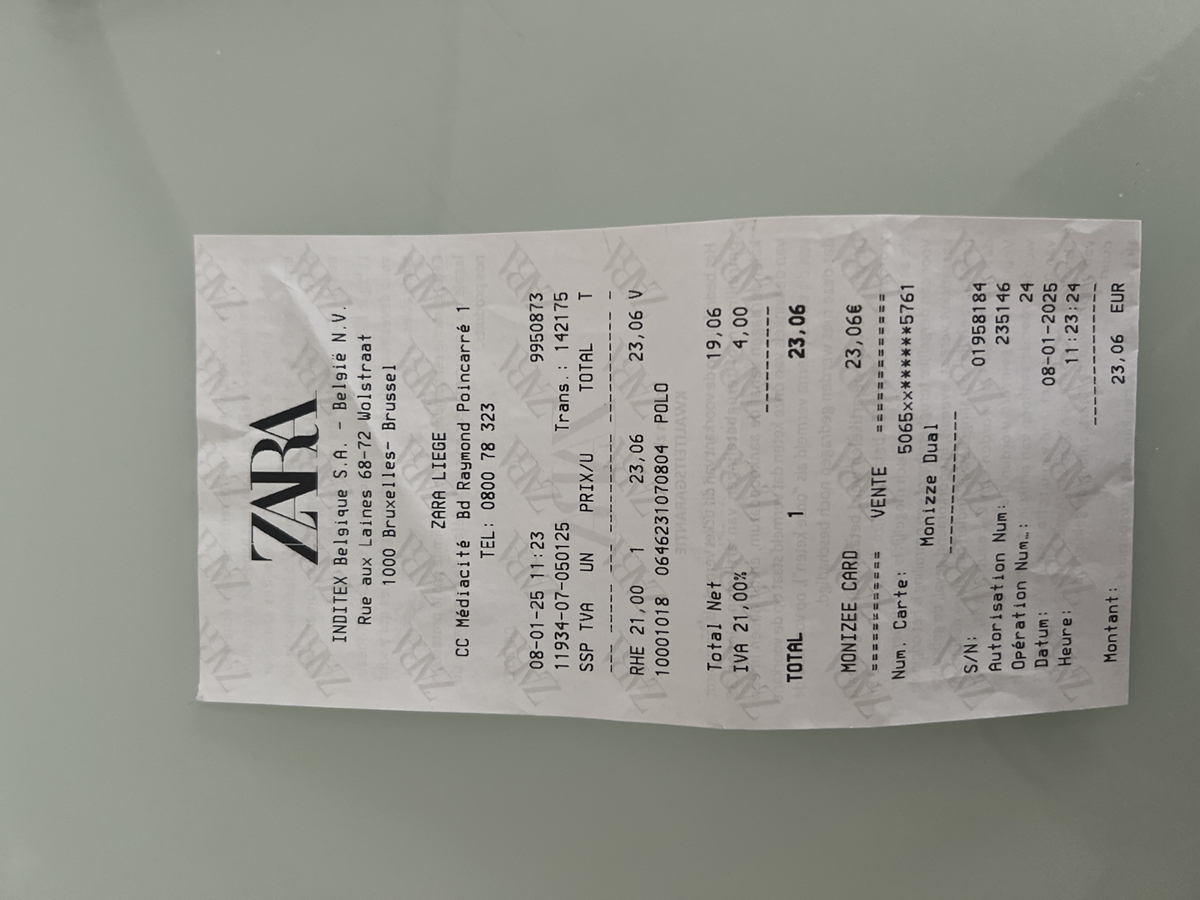 ZARA
INDITEX Belgique S.A. - België N.V.
Rue aux Laines 68-72 Wolstraat
1000 Bruxelles- Brussel
ZARA LIEGE
CC Médiacité Bd Raymond Poincarré 1
TEL: 0800 78 323
08-01-25 11:23 9950873
11934-07-050125 Trans.: 142175
SSP TVA UN PRIX/U TOTAL T
--- ----- ---- --------- --------- -
RHE 21,00 1 23,06 23,06 V
10001018 0646231070804 POLO
Total Net 19,06
IVA 21,00% 4,00
----------
TOTAL 1 23,06
MONIZEE CARD 23,06€
============ VENTE ============
Num. Carte: 5065xx******5761
Monizze Dual
--------------
S/N: 01958184
Autorisation Num: 235146
Opération Num.: 24
Datum: 08-01-2025
Heure: 11:23:24
--------------
Montant: 23,06 EUR